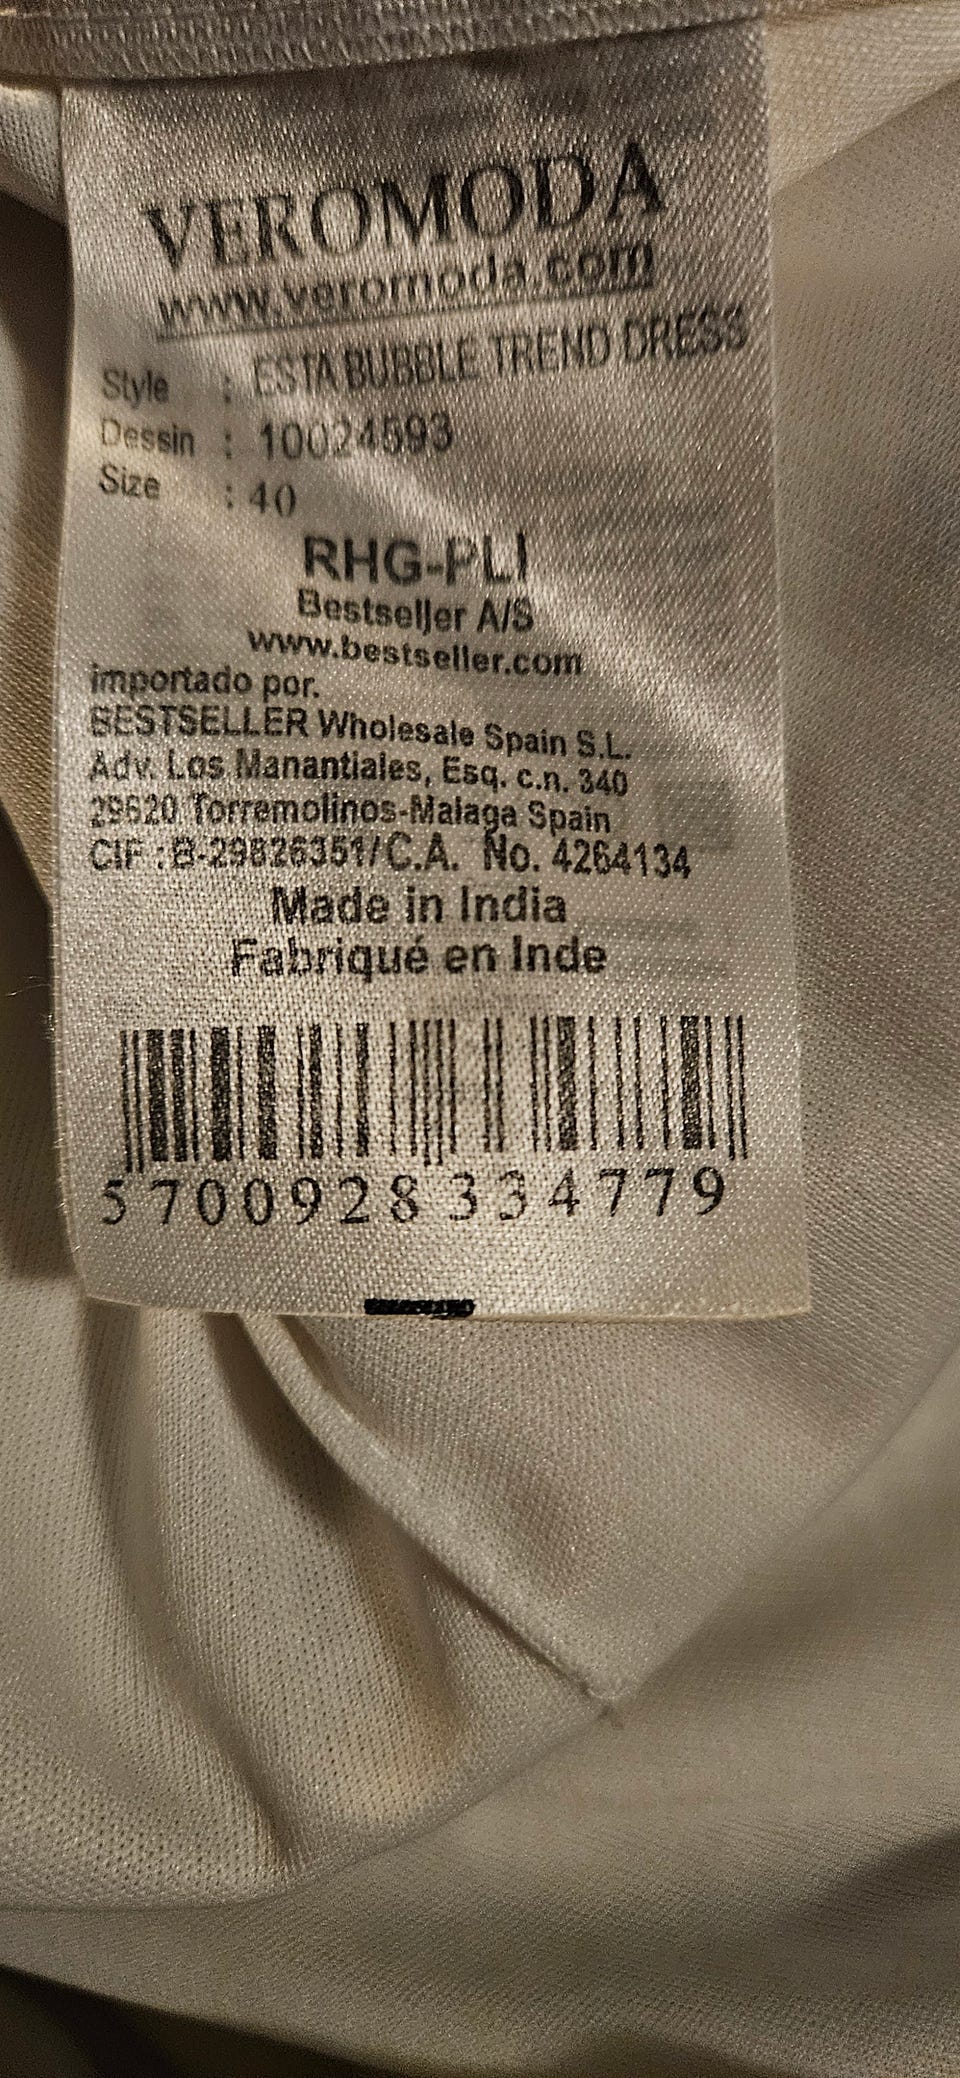 VEROMODA
www.veromoda.com
Style : ESTA BUBBLE TREND DRESS
Dessin : 10024593
Size : 40
RHG-PLI
Bestseller A/S
www.bestseller.com
importado por.
BESTSELLER Wholesale Spain S.L.
Adv. Los Manantiales, Esq. c.n. 340
29620 Torremolinos-Malaga Spain
CIF : B-29826351/C.A. No. 4264134
Made in India
Fabriqué en Inde
5700928334779